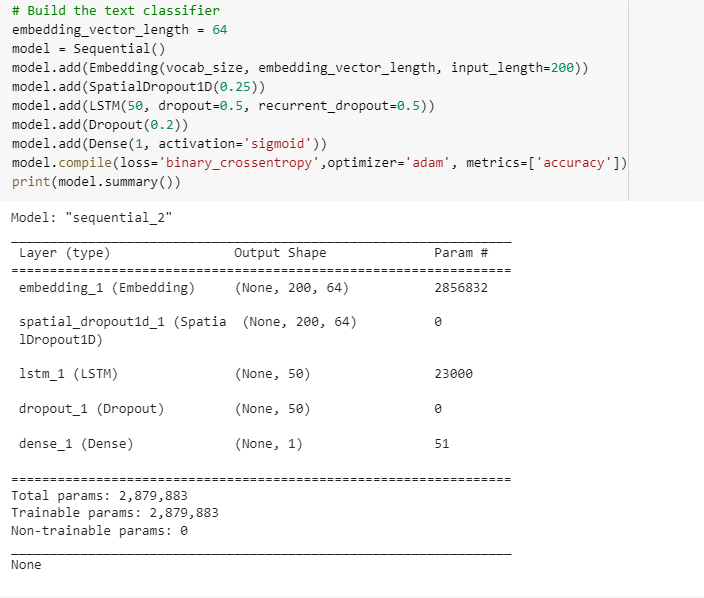 # Build the text classifier
embedding_vector_length = 64
model = Sequential()
model.add(Embedding(vocab_size, embedding_vector_length, input_length=200))
model.add(SpatialDropout1D(0.25))
model.add(LSTM(50, dropout=0.5, recurrent_dropout=0.5))
model.add(Dropout(0.2))
model.add(Dense(1, activation='sigmoid'))
model.compile(loss='binary_crossentropy',optimizer='adam', metrics=['accuracy'])
print(model.summary())
Model: "sequential_2"
_________________________________________________________________
Layer (type) Output Shape Param #
=================================================================
embedding_1 (Embedding) (None, 200, 64) 2856832
spatial_dropout1d_1 (Spatia (None, 200, 64) 0
lDropout1D)
lstm_1 (LSTM) (None, 50) 23000
dropout_1 (Dropout) (None, 50) 0
dense_1 (Dense) (None, 1) 51
=================================================================
Total params: 2,879,883
Trainable params: 2,879,883
Non-trainable params: 0
_________________________________________________________________
None